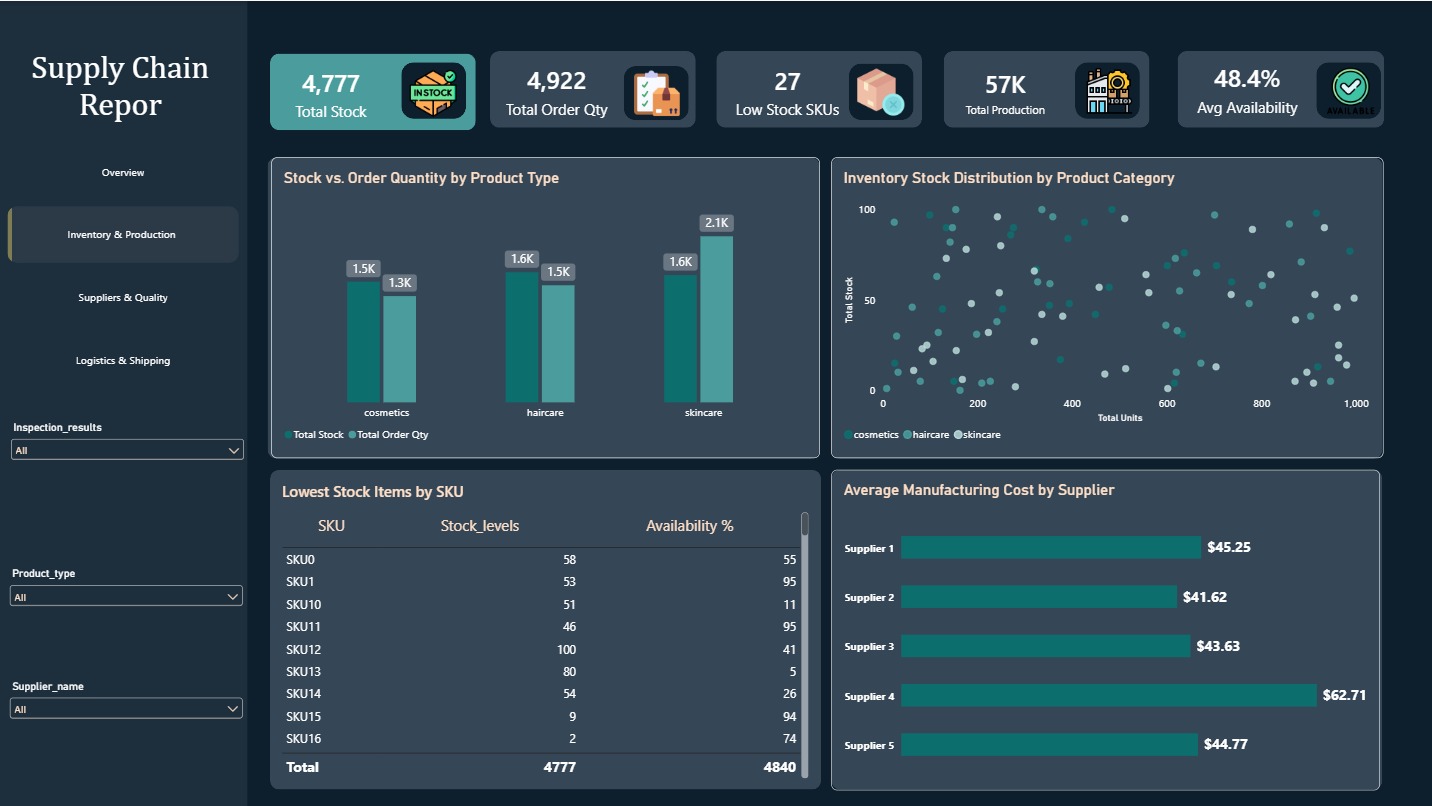 Supply Chain
Repor
Overview
Inventory & Production
Suppliers & Quality
Logistics & Shipping
Inspection_results
All
Product_type
All
Supplier_name
All
4,777
Total Stock
IN STOCK
4,922
Total Order Qty
27
Low Stock SKUs
57K
Total Production
48.4%
Avg Availability
AVAILABLE
Stock vs. Order Quantity by Product Type
1.5K
1.3K
1.6K
1.5K
1.6K
2.1K
cosmetics
haircare
skincare
Total Stock
Total Order Qty
Inventory Stock Distribution by Product Category
Total Stock
100
50
0
0
200
400
600
800
1,000
Total Units
cosmetics
haircare
skincare
Lowest Stock Items by SKU
SKU Stock_levels Availability %
SKU0 58 55
SKU1 53 95
SKU10 51 11
SKU11 46 95
SKU12 100 41
SKU13 80 5
SKU14 54 26
SKU15 9 94
SKU16 2 74
Total 4777 4840
Average Manufacturing Cost by Supplier
Supplier 1 $45.25
Supplier 2 $41.62
Supplier 3 $43.63
Supplier 4 $62.71
Supplier 5 $44.77